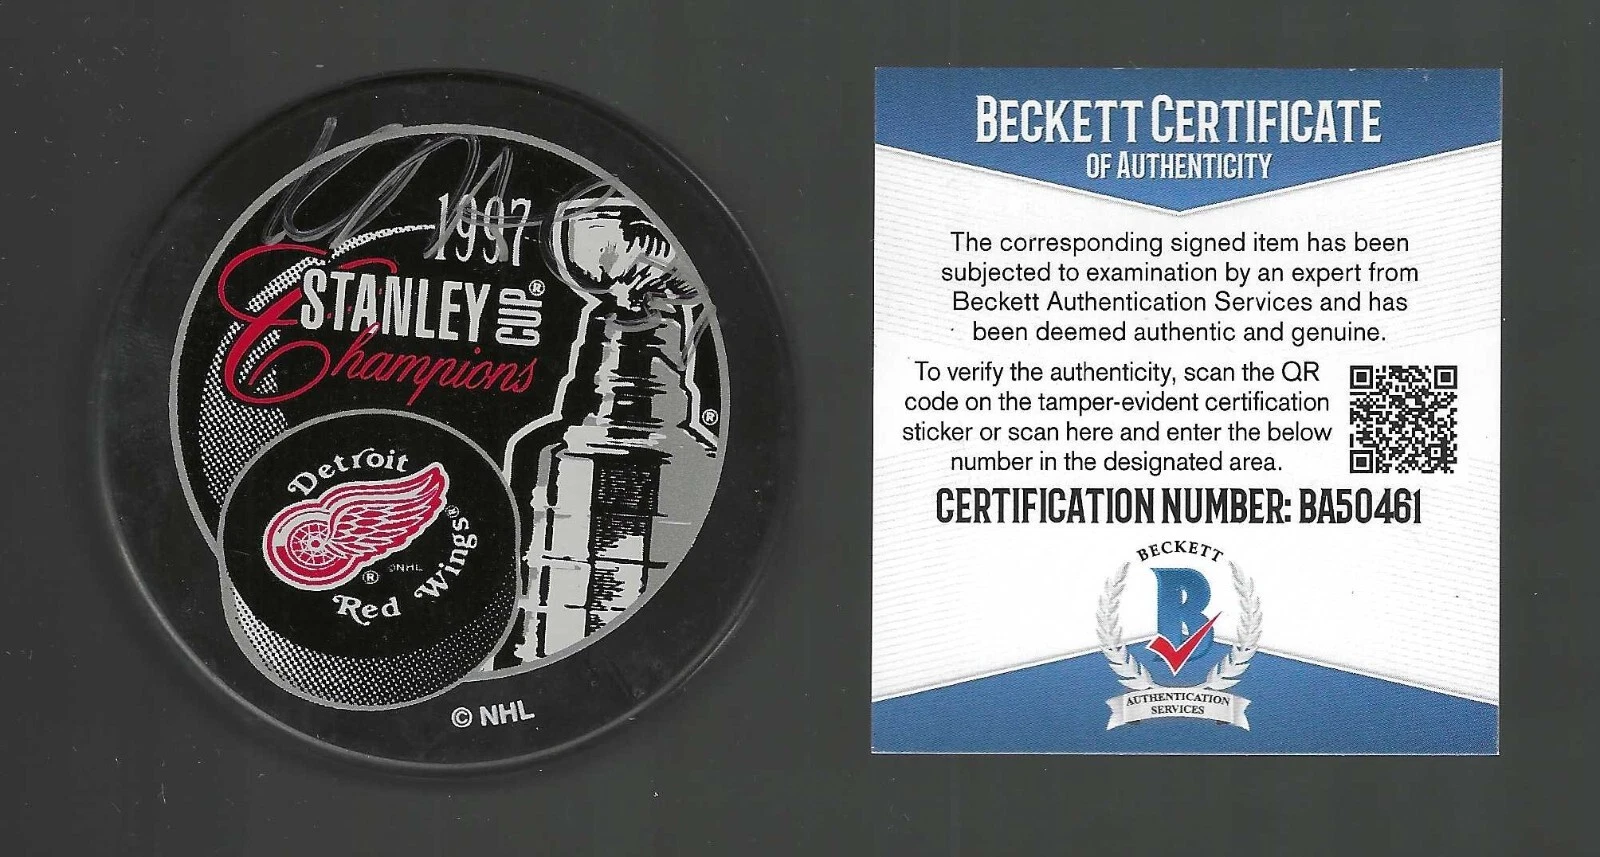 1997
STANLEY CUP®
Champions
®
Detroit
Red Wings®
® ©NHL
© NHL
BECKETT CERTIFICATE
OF AUTHENTICITY
The corresponding signed item has been
subjected to examination by an expert from
Beckett Authentication Services and has
been deemed authentic and genuine.
To verify the authenticity, scan the QR
code on the tamper-evident certification
sticker or scan here and enter the below
number in the designated area.
CERTIFICATION NUMBER: BA50461
BECKETT
B
AUTHENTICATION
SERVICES